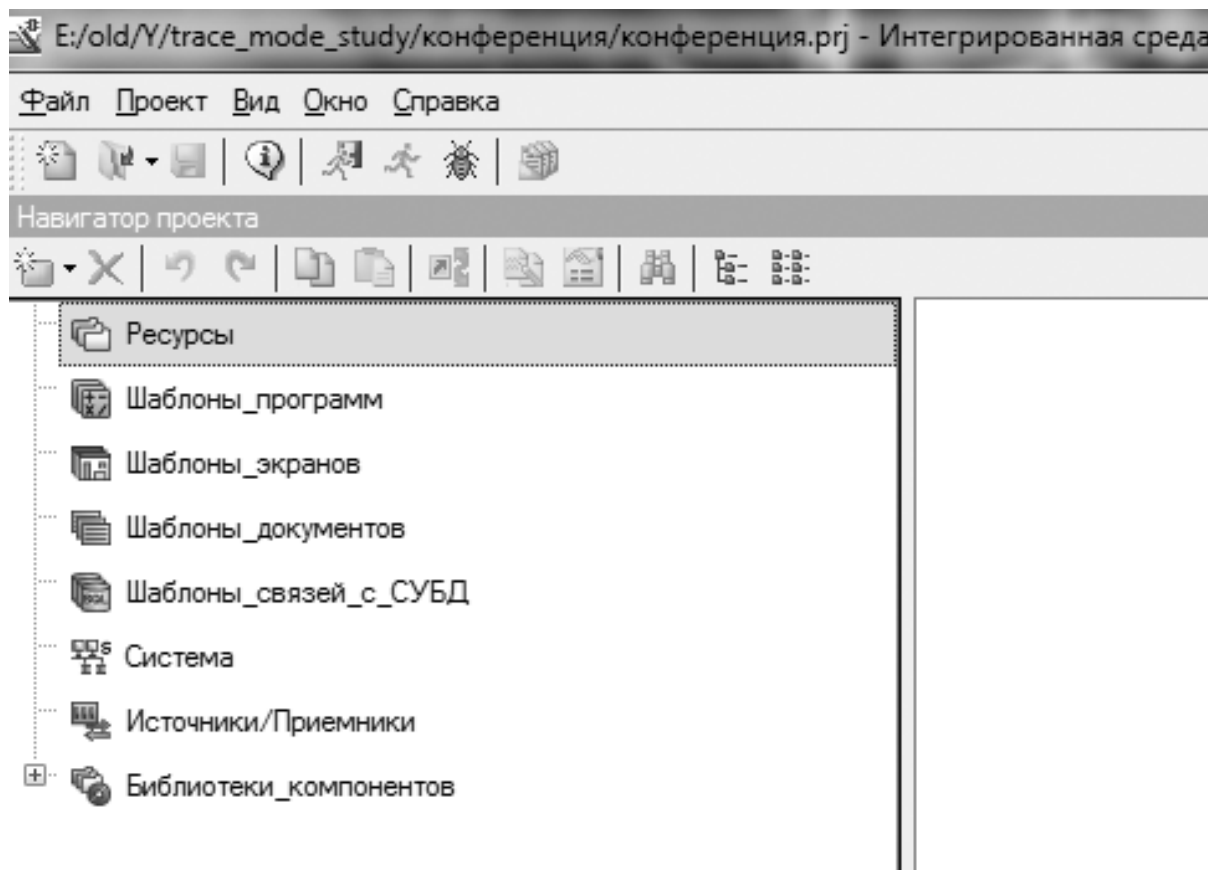 E:/old/Y/trace_mode_study/конференция/конференция.prj - Интегрированная среда
Файл Проект Вид Окно Справка
Навигатор проекта
Ресурсы
Шаблоны_программ
Шаблоны_экранов
Шаблоны_документов
Шаблоны_связей_с_СУБД
Система
Источники/Приемники
Библиотеки_компонентов